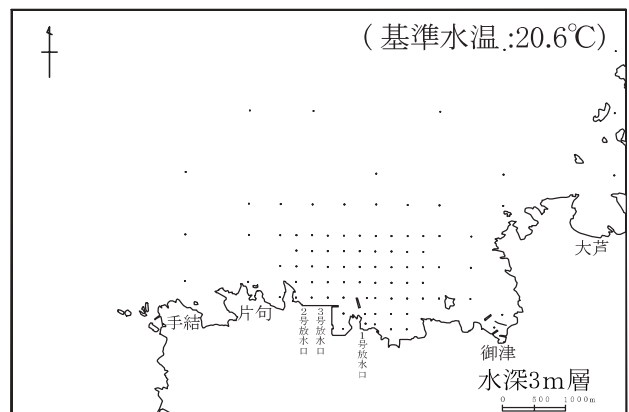 (基準水温:20.6℃)
大芦
手結
片句
2号放水口
3号放水口
1号放水口
御津
水深3m層
0 500 1000m